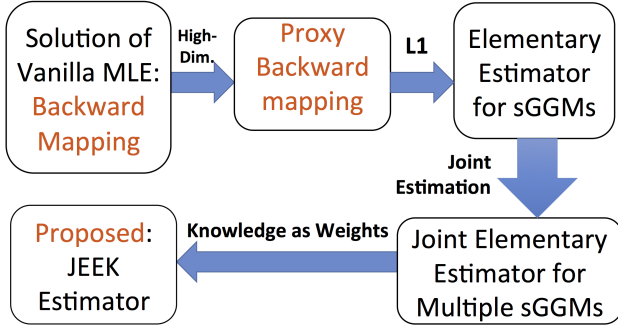 Solution of
Vanilla MLE:
Backward
Mapping
High-
Dim.
Proxy
Backward
mapping
L1
Elementary
Estimator
for sGGMs
Joint
Estimation
Joint Elementary
Estimator for
Multiple sGGMs
Knowledge as Weights
Proposed:
JEEK
Estimator